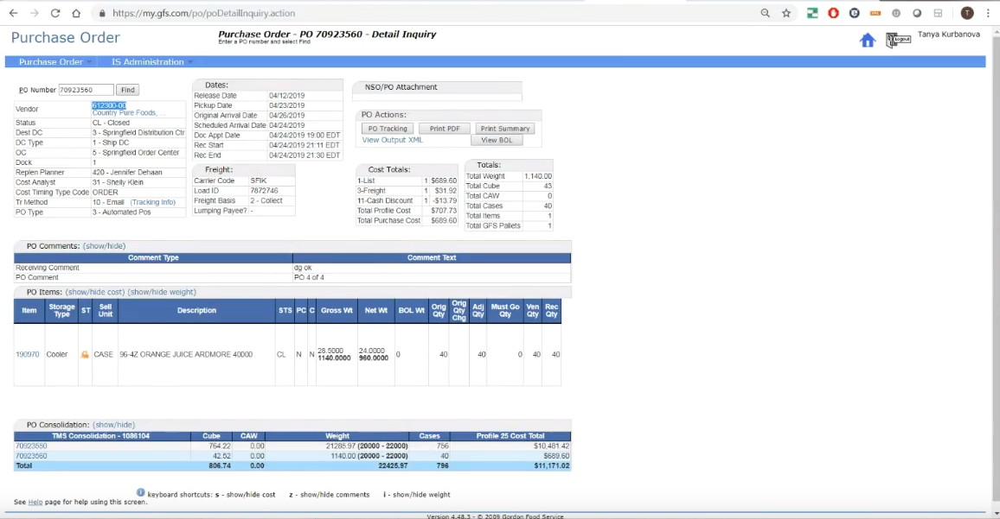 https://my.gfs.com/po/poDetailInquiry.action
T
Purchase Order
Purchase Order - PO 70923560 - Detail Inquiry
Enter a PO number and select Find
Logout
Tanya Kurbanova
Purchase Order
IS Administration
PO Number 70923560 Find
Vendor 612300-00
Country Pure Foods, ...
Status CL - Closed
Dest DC 3 - Springfield Distribution Ctr
DC Type 1 - Ship DC
OC 5 - Springfield Order Center
Dock 1
Replen Planner 420 - Jennifer Dehaan
Cost Analyst 31 - Shelly Klein
Cost Timing Type Code ORDER
Tr Method 10 - Email (Tracking Info)
PO Type 3 - Automated Pos
Dates:
Release Date 04/12/2019
Pickup Date 04/23/2019
Original Arrival Date 04/26/2019
Scheduled Arrival Date 04/24/2019
Doc Appt Date 04/24/2019 19:00 EDT
Rec Start 04/24/2019 21:11 EDT
Rec End 04/24/2019 21:30 EDT
Freight:
Carrier Code SFIK
Load ID 7872746
Freight Basis 2 - Collect
Lumping Payee? -
NSO/PO Attachment
PO Actions:
PO Tracking Print PDF Print Summary
View Output XML View BOL
Cost Totals:
1-List 1 $689.60
3-Freight 1 $31.92
11-Cash Discount 1 -$13.79
Total Profile Cost $707.73
Total Purchase Cost $689.60
Totals:
Total Weight 1,140.00
Total Cube 43
Total CAW 0
Total Cases 40
Total Items 1
Total GFS Pallets 1
PO Comments: (show/hide)
Comment Type Comment Text
Receiving Comment dg ok
PO Comment PO 4 of 4
PO Items: (show/hide cost) (show/hide weight)
Item Storage Type ST Sell Unit Description STS PC C Gross Wt Net Wt BOL Wt Orig Qty Orig Qty Chg Adj Qty Must Go Qty Ven Qty Rec Qty
190970 Cooler CASE 96-4Z ORANGE JUICE ARDMORE 40000 CL N N 28.5000 1140.0000 24.0000 960.0000 0 40 40 0 40 40
PO Consolidation: (show/hide)
TMS Consolidation - 1086104 Cube CAW Weight Cases Profile 25 Cost Total
764.22 0.00 21285.97 (20000 - 22000) 756 $10,481.42
70923560 42.52 0.00 1140.00 (20000 - 22000) 40 $689.60
Total 806.74 0.00 22425.97 796 $11,171.02
keyboard shortcuts: s - show/hide cost z - show/hide comments i - show/hide weight
See Help page for help using this screen.
Version 4.48.3 - © 2009 Gordon Food Service